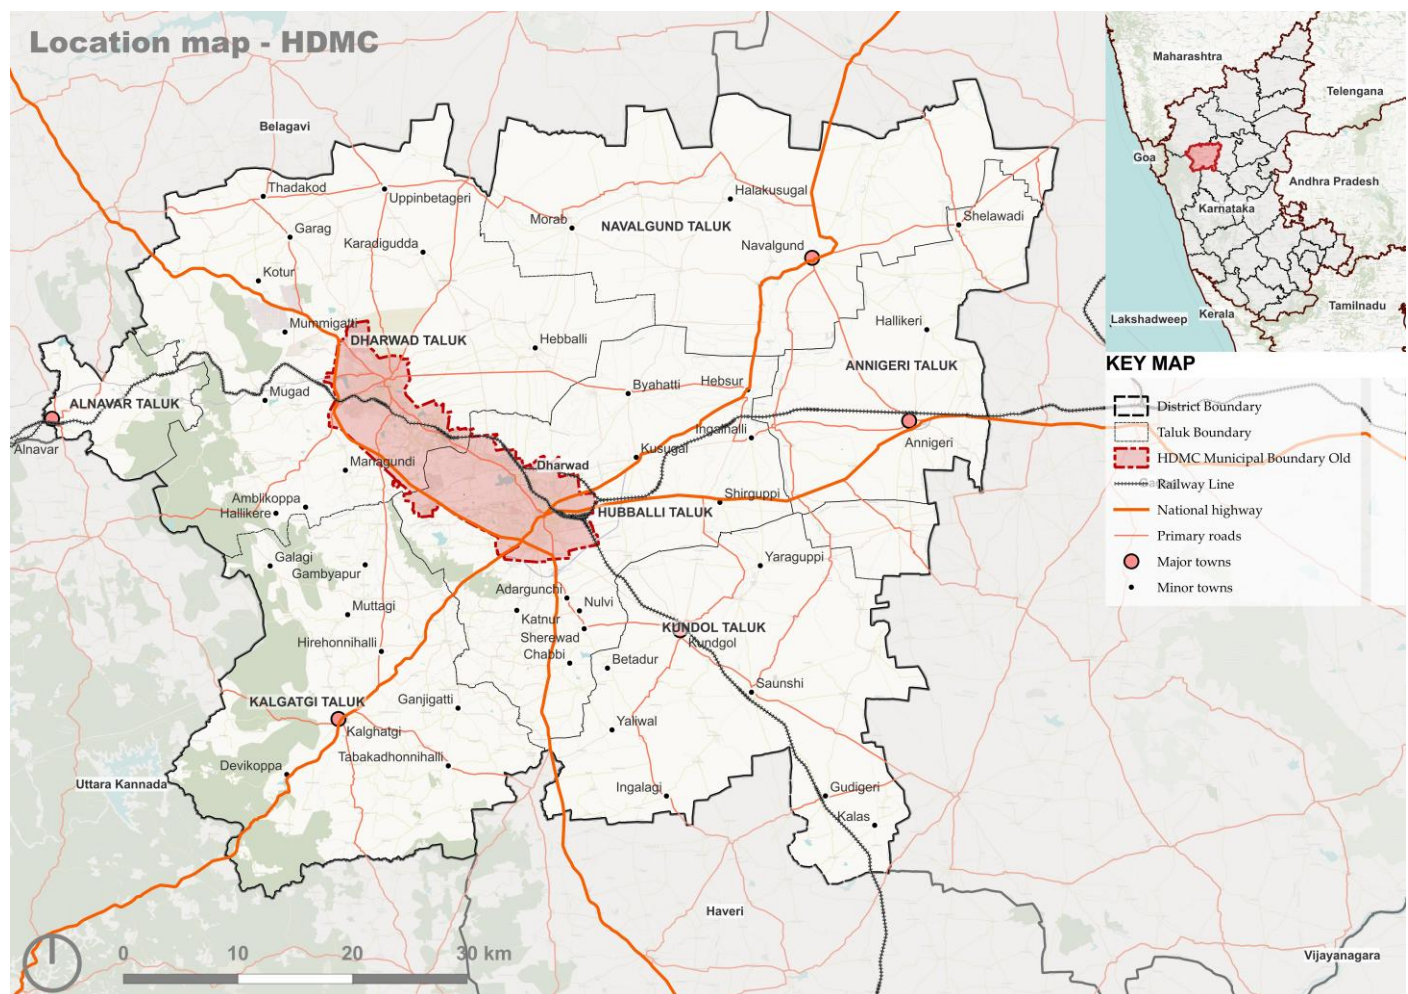 Location map - HDMC
Maharashtra
Telengana
Goa
Andhra Pradesh
Karnataka
Tamilnadu
Lakshadweep
Kerala
KEY MAP
District Boundary
Taluk Boundary
HDMC Municipal Boundary Old
Railway Line
National highway
Primary roads
Major towns
Minor towns
Belagavi
Thadakod
Uppinbetageri
Halakusugal
Morab
NAVALGUND TALUK
Shelawadi
Garag
Karadigudda
Navalgund
Kotur
Mummigatti
DHARWAD TALUK
Hebballi
Hallikeri
ANNIGERI TALUK
Byahatti
Hebsur
Mugad
ALNAVAR TALUK
Alnavar
Ingalhalli
Annigeri
Kusugal
Managundi
Dharwad
Amblikoppa
Hallikere
Shirguppi
HUBBALLI TALUK
Galagi
Gambyapur
Yaraguppi
Adargunchi
Nulvi
Katnur
Muttagi
Sherewad
KUNDOL TALUK
Kundgol
Hirehonnihalli
Chabbi
Betadur
Saunshi
KALGATGI TALUK
Ganjigatti
Kalghatgi
Yaliwal
Tabakadhonnihalli
Devikoppa
Uttara Kannada
Ingalagi
Gudigeri
Kalas
Haveri
Vijayanagara
0 10 20 30 km